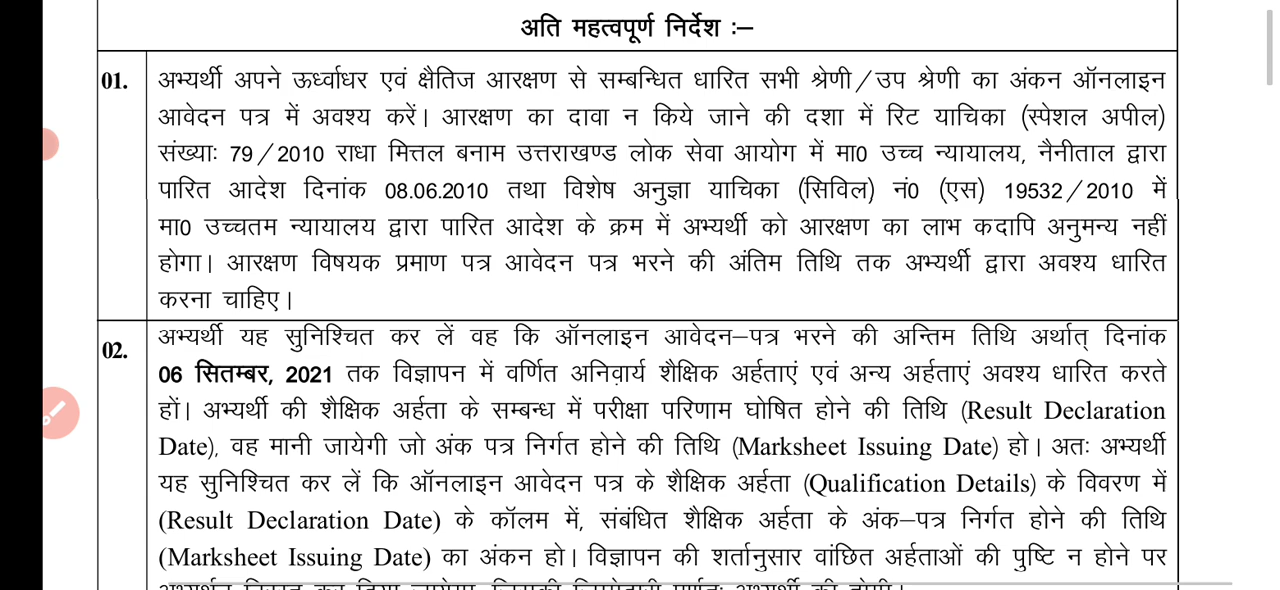 अति महत्वपूर्ण निर्देश :–
01. अभ्यर्थी अपने ऊर्ध्वाधर एवं क्षैतिज आरक्षण से सम्बन्धित धारित सभी श्रेणी/उप श्रेणी का अंकन ऑनलाइन
आवेदन पत्र में अवश्य करें। आरक्षण का दावा न किये जाने की दशा में रिट याचिका (स्पेशल अपील)
संख्याः 79/2010 राधा मित्तल बनाम उत्तराखण्ड लोक सेवा आयोग में मा0 उच्च न्यायालय, नैनीताल द्वारा
पारित आदेश दिनांक 08.06.2010 तथा विशेष अनुज्ञा याचिका (सिविल) नं0 (एस) 19532/2010 में
मा0 उच्चतम न्यायालय द्वारा पारित आदेश के क्रम में अभ्यर्थी को आरक्षण का लाभ कदापि अनुमन्य नहीं
होगा। आरक्षण विषयक प्रमाण पत्र आवेदन पत्र भरने की अंतिम तिथि तक अभ्यर्थी द्वारा अवश्य धारित
करना चाहिए।
02. अभ्यर्थी यह सुनिश्चित कर लें वह कि ऑनलाइन आवेदन–पत्र भरने की अन्तिम तिथि अर्थात् दिनांक
06 सितम्बर, 2021 तक विज्ञापन में वर्णित अनिवार्य शैक्षिक अर्हताएं एवं अन्य अर्हताएं अवश्य धारित करते
हों। अभ्यर्थी की शैक्षिक अर्हता के सम्बन्ध में परीक्षा परिणाम घोषित होने की तिथि (Result Declaration
Date), वह मानी जायेगी जो अंक पत्र निर्गत होने की तिथि (Marksheet Issuing Date) हो। अतः अभ्यर्थी
यह सुनिश्चित कर लें कि ऑनलाइन आवेदन पत्र के शैक्षिक अर्हता (Qualification Details) के विवरण में
(Result Declaration Date) के कॉलम में, संबंधित शैक्षिक अर्हता के अंक–पत्र निर्गत होने की तिथि
(Marksheet Issuing Date) का अंकन हो। विज्ञापन की शर्तानुसार वांछित अर्हताओं की पुष्टि न होने पर